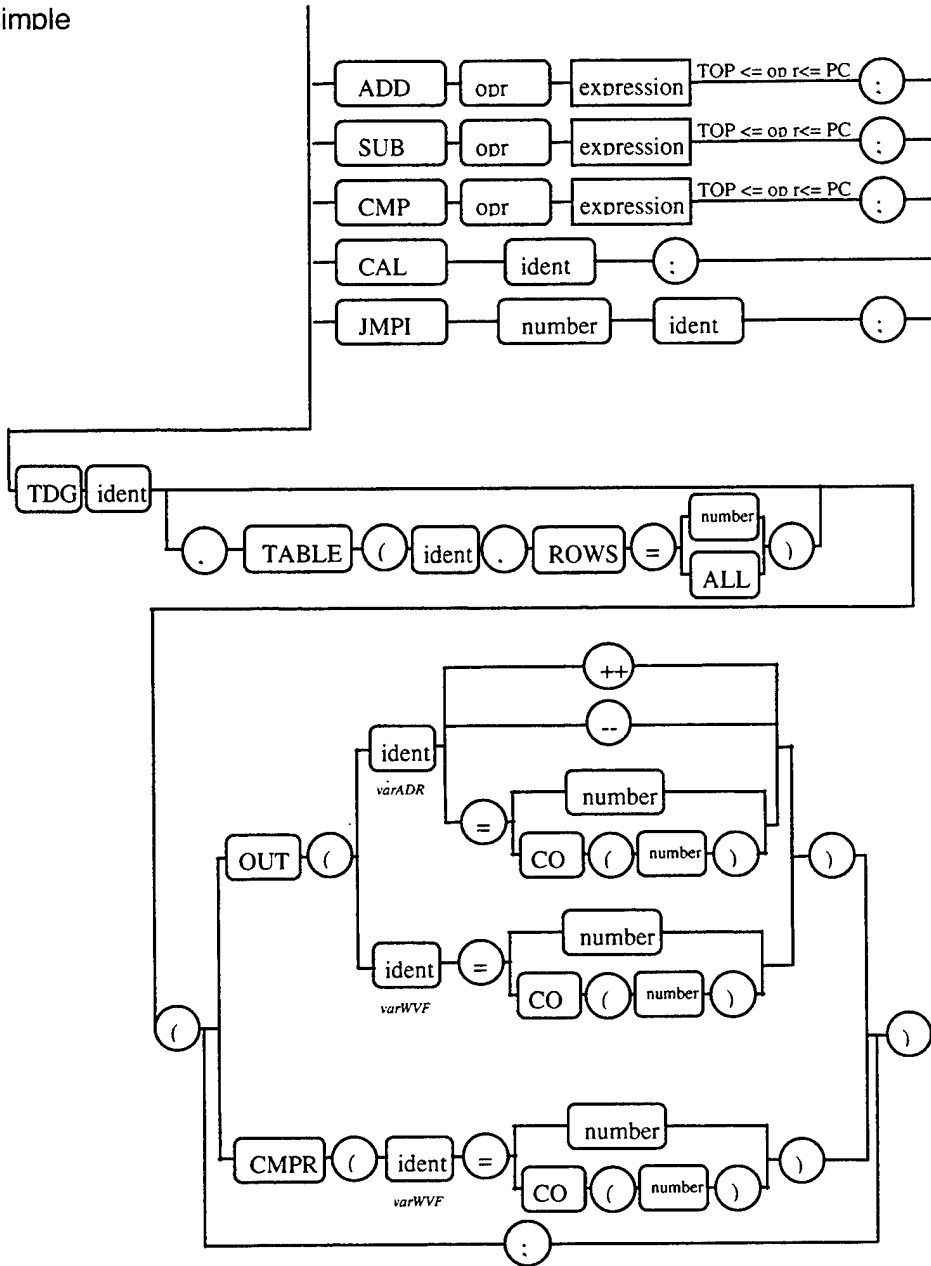 imple
ADD opr expression TOP <= op r<= PC ;
SUB opr expression TOP <= op r<= PC ;
CMP opr expression TOP <= op r<= PC ;
CAL ident ;
JMPI number ident ;
TDG ident
. TABLE ( ident . ROWS = number )
ALL
++
--
ident
varADR
= number
CO ( number )
OUT ( )
ident = number
CO ( number )
varWVF
( )
CMPR ( ident = number )
CO ( number )
varWVF
;